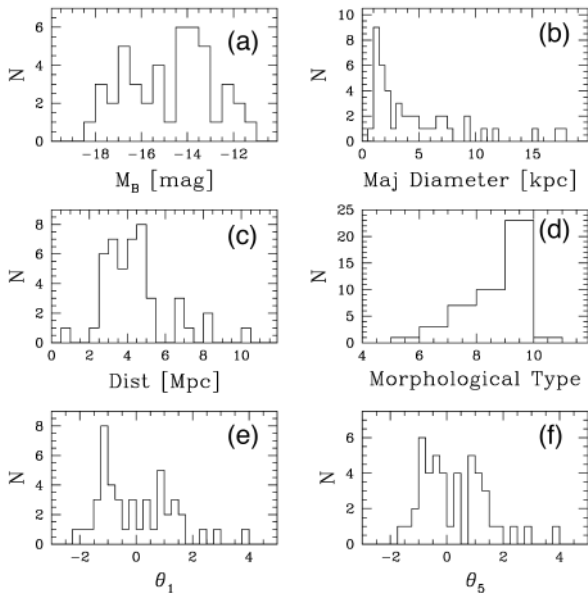 6
4
2
0
N
(a)
−18 −16 −14 −12
M_B [mag]
10
8
6
4
2
0
N
(b)
0 5 10 15
Maj Diameter [kpc]
8
6
4
2
0
N
(c)
0 2 4 6 8 10
Dist [Mpc]
25
20
15
10
5
0
N
(d)
4 6 8 10
Morphological Type
8
6
4
2
0
N
(e)
−2 0 2 4
θ_1
6
4
2
0
N
(f)
−2 0 2 4
θ_5